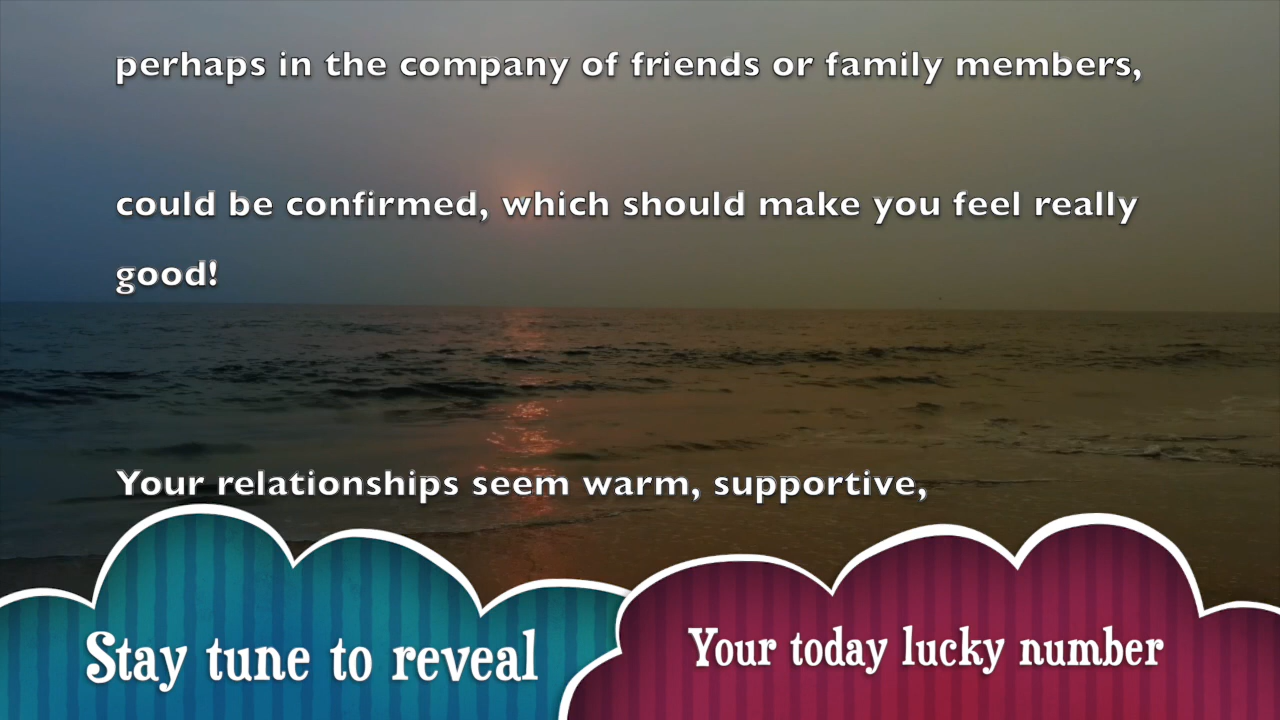 perhaps in the company of friends or family members,
could be confirmed, which should make you feel really
good!
Your relationships seem warm, supportive,
Stay tune to reveal
Your today lucky number